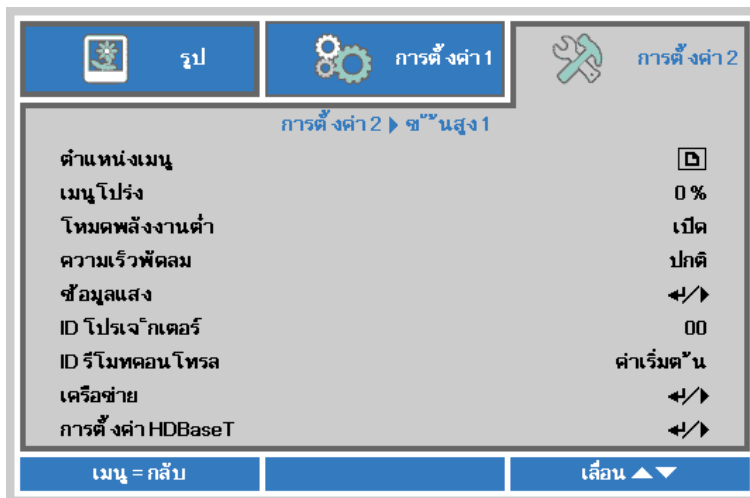 รูป
การตั้งค่า 1
การตั้งค่า 2
การตั้งค่า 2 ขั้นสูง 1
ตำแหน่งเมนู
เมนูโปร่ง 0 %
โหมดพลังงานต่ำ เปิด
ความเร็วพัดลม ปกติ
ข้อมูลแสง
ID โปรเจ็กเตอร์ 00
ID รีโมทคอนโทรล ค่าเริ่มต้น
เครือข่าย
การตั้งค่า HDBaseT
เมนู = กลับ เลื่อน